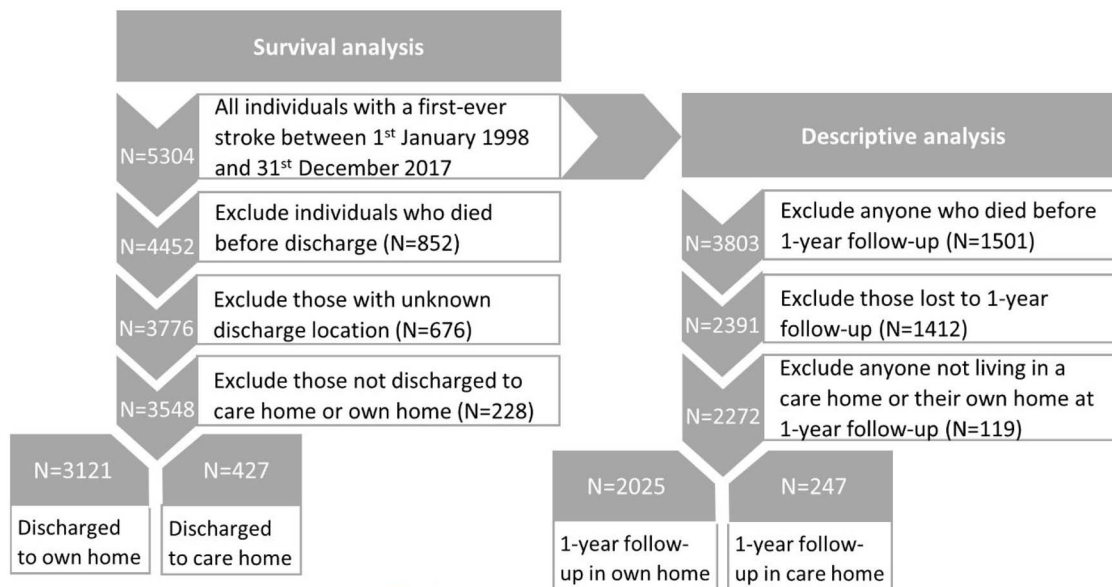 Survival analysis
N=5304
All individuals with a first-ever
stroke between 1st January 1998
and 31st December 2017
N=4452
Exclude individuals who died
before discharge (N=852)
N=3776
Exclude those with unknown
discharge location (N=676)
N=3548
Exclude those not discharged to
care home or own home (N=228)
N=3121
Discharged
to own home
N=427
Discharged
to care home
Descriptive analysis
N=3803
Exclude anyone who died before
1-year follow-up (N=1501)
N=2391
Exclude those lost to 1-year
follow-up (N=1412)
N=2272
Exclude anyone not living in a
care home or their own home at
1-year follow-up (N=119)
N=2025
1-year follow-
up in own home
N=247
1-year follow-
up in care home